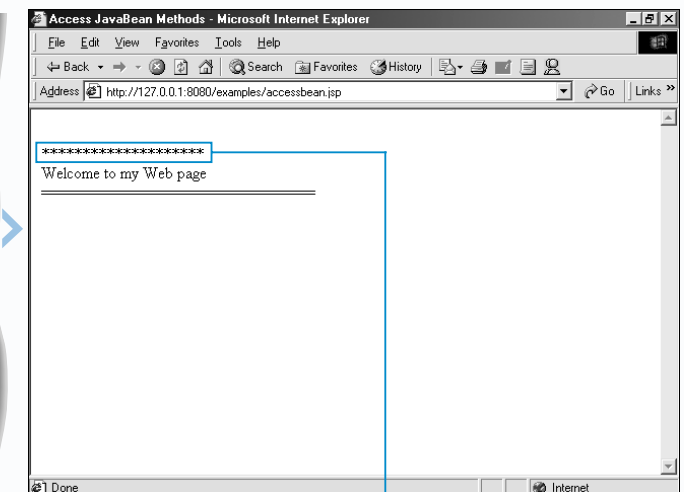 Access JavaBean Methods - Microsoft Internet Explorer
File Edit View Favorites Tools Help
Back Search Favorites History
Address http://127.0.0.1:8080/examples/accessbean.jsp Go Links »
********************
Welcome to my Web page
==============================
Done Internet